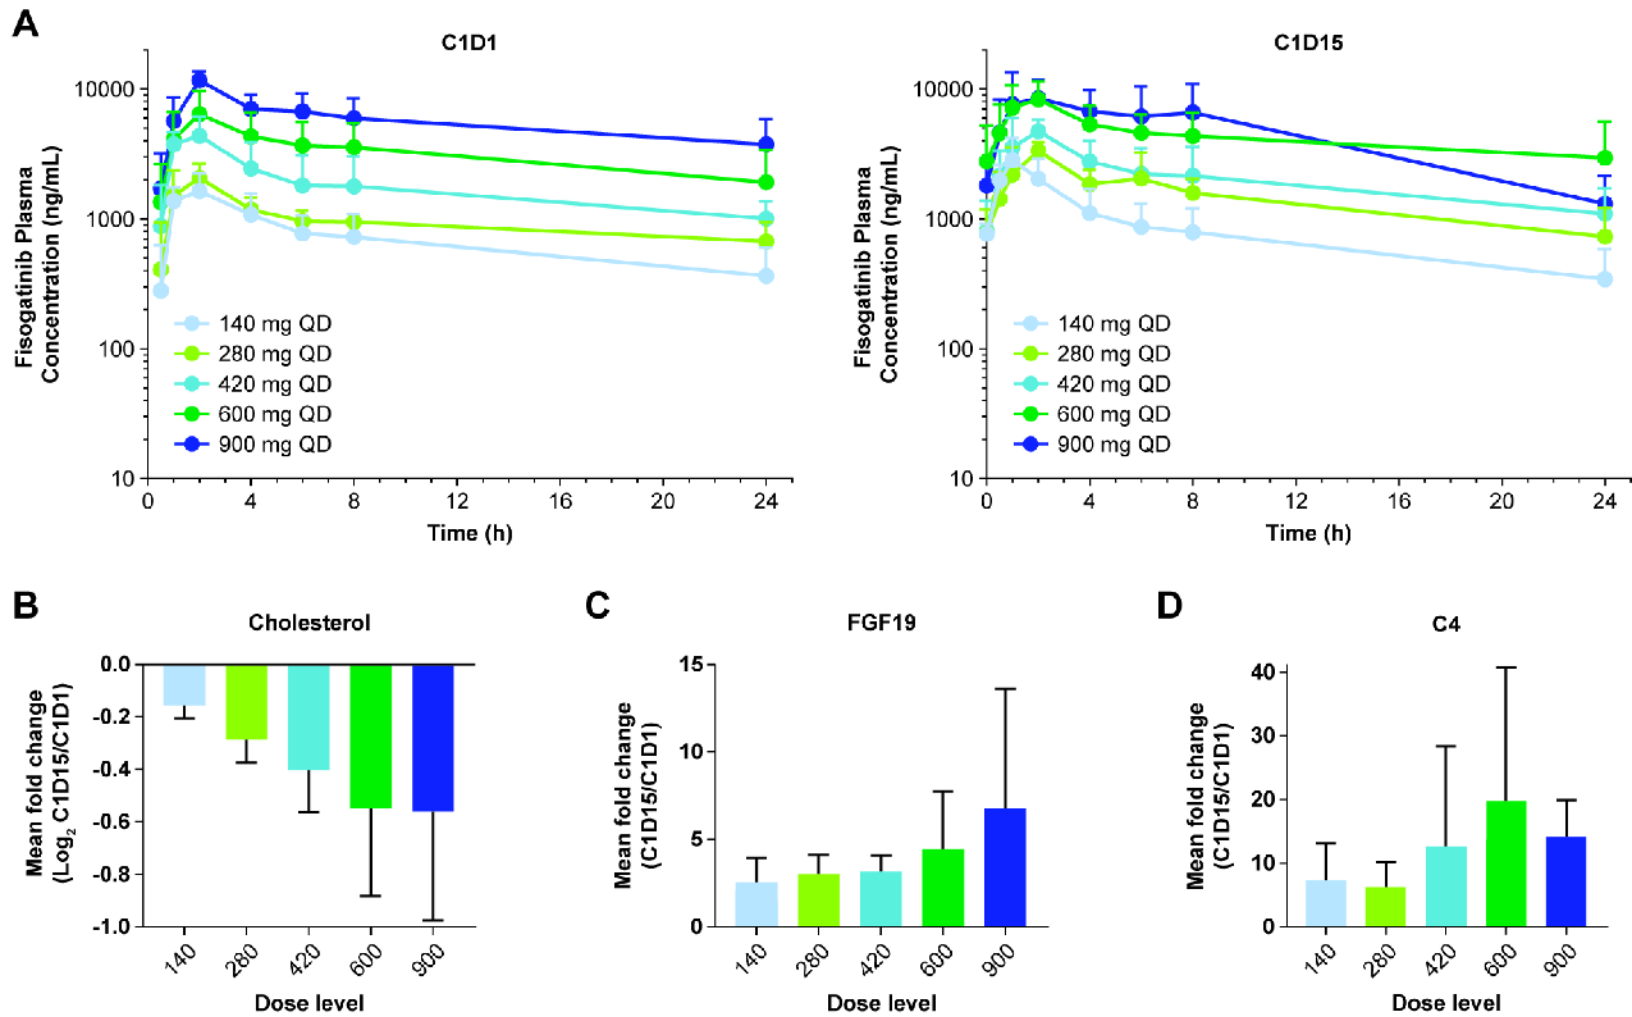 A
C1D1
Fisogatinib Plasma
Concentration (ng/mL)
10000
1000
100
10
140 mg QD
280 mg QD
420 mg QD
600 mg QD
900 mg QD
0 4 8 12 16 20 24
Time (h)
C1D15
Fisogatinib Plasma
Concentration (ng/mL)
10000
1000
100
10
140 mg QD
280 mg QD
420 mg QD
600 mg QD
900 mg QD
0 4 8 12 16 20 24
Time (h)
B
Cholesterol
Mean fold change
(Log2 C1D15/C1D1)
0.0
-0.2
-0.4
-0.6
-0.8
-1.0
140 280 420 600 900
Dose level
C
FGF19
Mean fold change
(C1D15/C1D1)
15
10
5
0
140 280 420 600 900
Dose level
D
C4
Mean fold change
(C1D15/C1D1)
40
30
20
10
0
140 280 420 600 900
Dose level